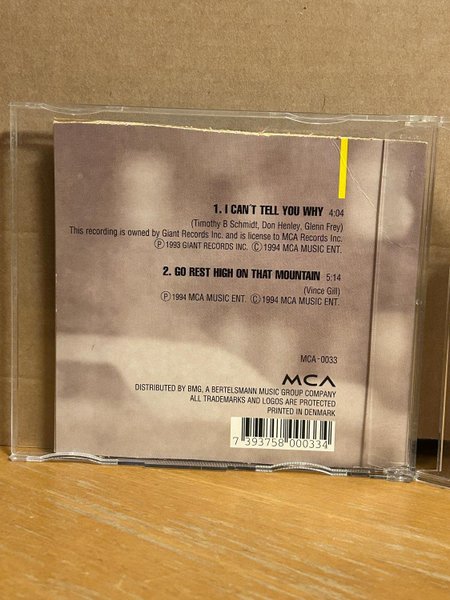 1. I CAN'T TELL YOU WHY 4:04
(Timothy B Schmidt, Don Henley, Glenn Frey)
This recording is owned by Giant Records Inc. and is license to MCA Records Inc.
Ⓟ 1993 GIANT RECORDS INC. Ⓒ 1994 MCA MUSIC ENT.
2. GO REST HIGH ON THAT MOUNTAIN 5:14
(Vince Gill)
Ⓟ 1994 MCA MUSIC ENT. Ⓒ 1994 MCA MUSIC ENT.
MCA-0033
MCA
DISTRIBUTED BY BMG, A BERTELSMANN MUSIC GROUP COMPANY
ALL TRADEMARKS AND LOGOS ARE PROTECTED
PRINTED IN DENMARK
7 393758 000334